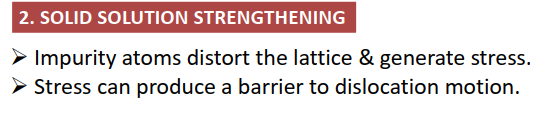 2. SOLID SOLUTION STRENGTHENING
➢ Impurity atoms distort the lattice & generate stress.
➢ Stress can produce a barrier to dislocation motion.